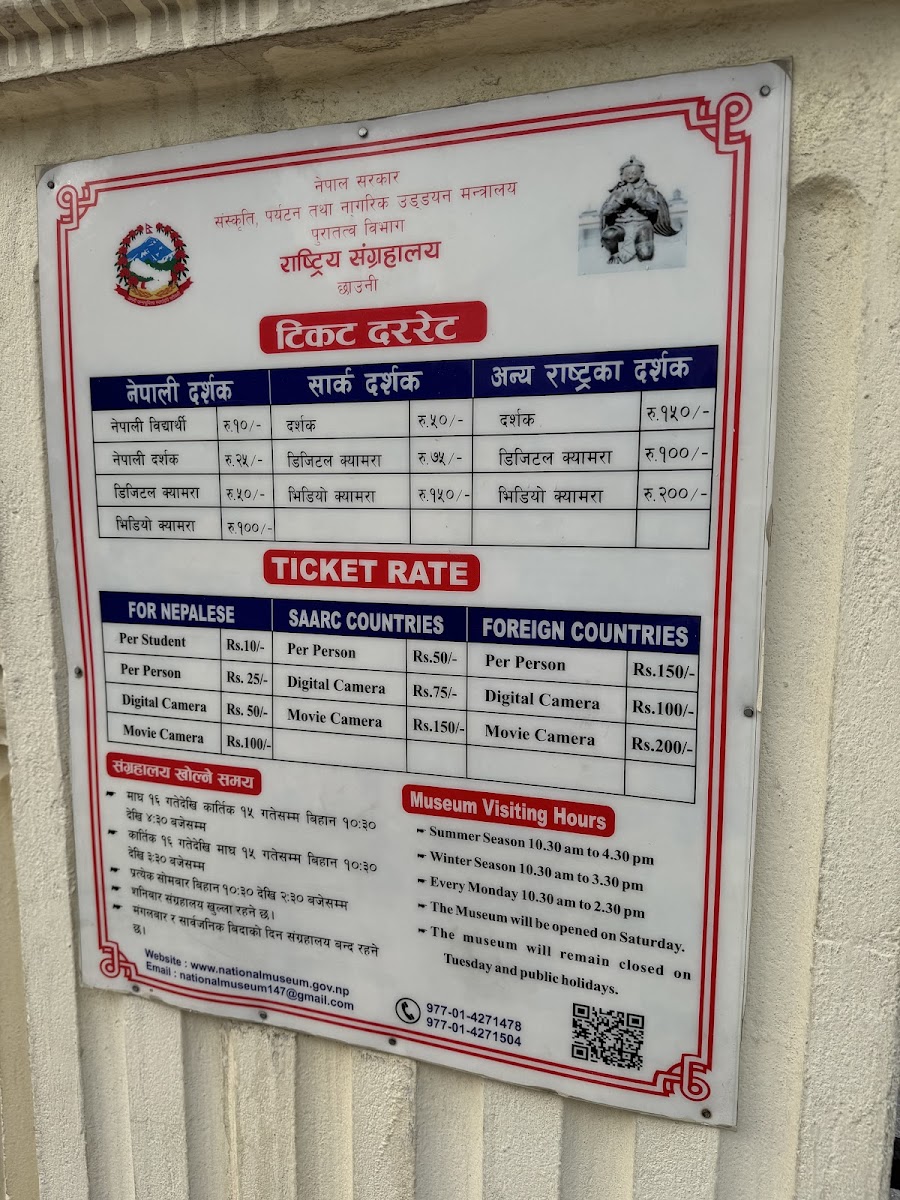 नेपाल सरकार
संस्कृति, पर्यटन तथा नागरिक उड्डयन मन्त्रालय
पुरातत्व विभाग
राष्ट्रिय संग्रहालय
छाउनी
टिकट दररेट
नेपाली दर्शक सार्क दर्शक अन्य राष्ट्रका दर्शक
नेपाली विद्यार्थी रु.१०/- दर्शक रु.५०/- दर्शक रु.१५०/-
नेपाली दर्शक रु.२५/- डिजिटल क्यामरा रु.७५/- डिजिटल क्यामरा रु.१००/-
डिजिटल क्यामरा रु.५०/- भिडियो क्यामरा रु.१५०/- भिडियो क्यामरा रु.२००/-
भिडियो क्यामरा रु.१००/-
TICKET RATE
FOR NEPALESE SAARC COUNTRIES FOREIGN COUNTRIES
Per Student Rs.10/- Per Person Rs.50/- Per Person Rs.150/-
Per Person Rs. 25/- Digital Camera Rs.75/- Digital Camera Rs.100/-
Digital Camera Rs. 50/- Movie Camera Rs.150/- Movie Camera Rs.200/-
Movie Camera Rs.100/-
संग्रहालय खोल्ने समय
माघ १६ गतेदेखि कार्तिक १५ गतेसम्म बिहान १०:३०
देखि ४:३० बजेसम्म
कार्तिक १६ गतेदेखि माघ १५ गतेसम्म बिहान १०:३०
देखि ३:३० बजेसम्म
प्रत्येक सोमबार बिहान १०:३० देखि २:३० बजेसम्म
शनिबार संग्रहालय खुल्ला रहने छ।
मंगलबार र सार्वजनिक बिदाको दिन संग्रहालय बन्द रहने
छ।
Museum Visiting Hours
Summer Season 10.30 am to 4.30 pm
Winter Season 10.30 am to 3.30 pm
Every Monday 10.30 am to 2.30 pm
The Museum will be opened on Saturday.
The museum will remain closed on
Tuesday and public holidays.
Website : www.nationalmuseum.gov.np
Email : nationalmuseum147@gmail.com
977-01-4271478
977-01-4271504